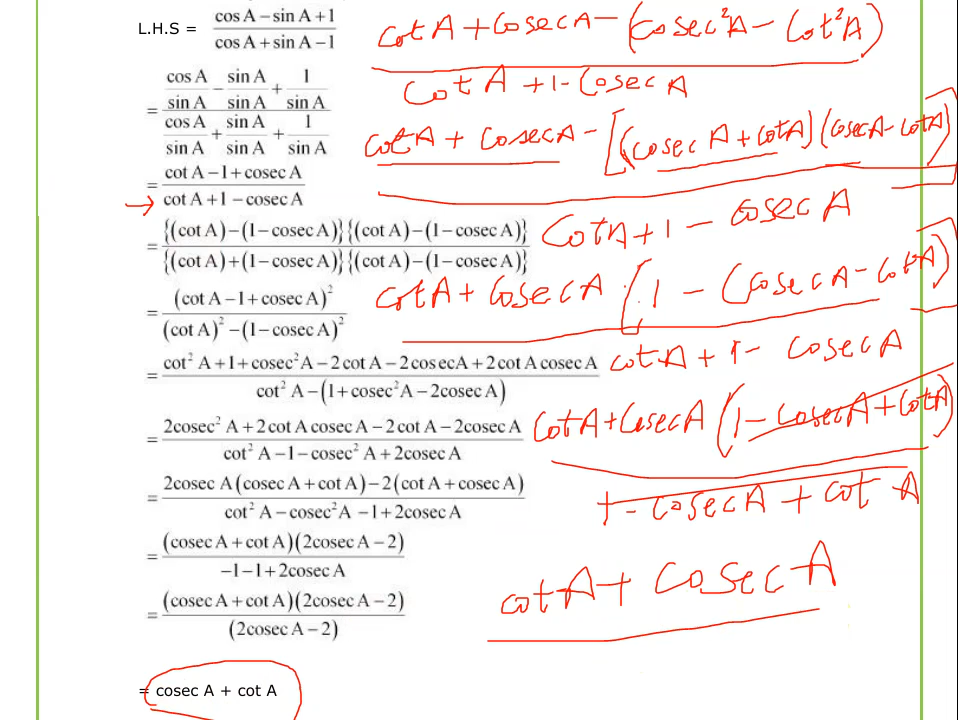 L.H.S = (cos A − sin A + 1)/(cos A + sin A − 1)
= (cos A/sin A − sin A/sin A + 1/sin A)/(cos A/sin A + sin A/sin A + 1/sin A)
= (cot A − 1 + cosec A)/(cot A + 1 − cosec A)
= {(cot A) − (1 − cosec A)}{(cot A) − (1 − cosec A)}/{(cot A) + (1 − cosec A)}{(cot A) − (1 − cosec A)}
= (cot A − 1 + cosec A)²/((cot A)² − (1 − cosec A)²)
= (cot² A + 1 + cosec²A − 2 cot A − 2 cosecA + 2 cot A cosec A)/(cot² A − (1 + cosec²A − 2cosec A))
= (2cosec² A + 2 cot A cosec A − 2 cot A − 2cosec A)/(cot² A − 1 − cosec² A + 2cosec A)
= (2cosec A(cosec A + cot A) − 2(cot A + cosec A))/(cot² A − cosec²A − 1 + 2cosec A)
= (cosec A + cot A)(2cosec A − 2)/(−1 − 1 + 2cosec A)
= (cosec A + cot A)(2cosec A − 2)/(2cosec A − 2)
= cosec A + cot A
cot A + cosec A − (cosec²A − cot²A)
cot A + 1 - cosec A
cot A + cosec A − [(cosec A + cot A)(cosec A - cot A)]
cot A + 1 − cosec A
cot A + cosec A [1 − (cosec A − cot A)]
cot A + 1 - cosec A
cot A + cosec A (1 − cosec A + cot A)
1 - cosec A + cot A
cot A + cosec A